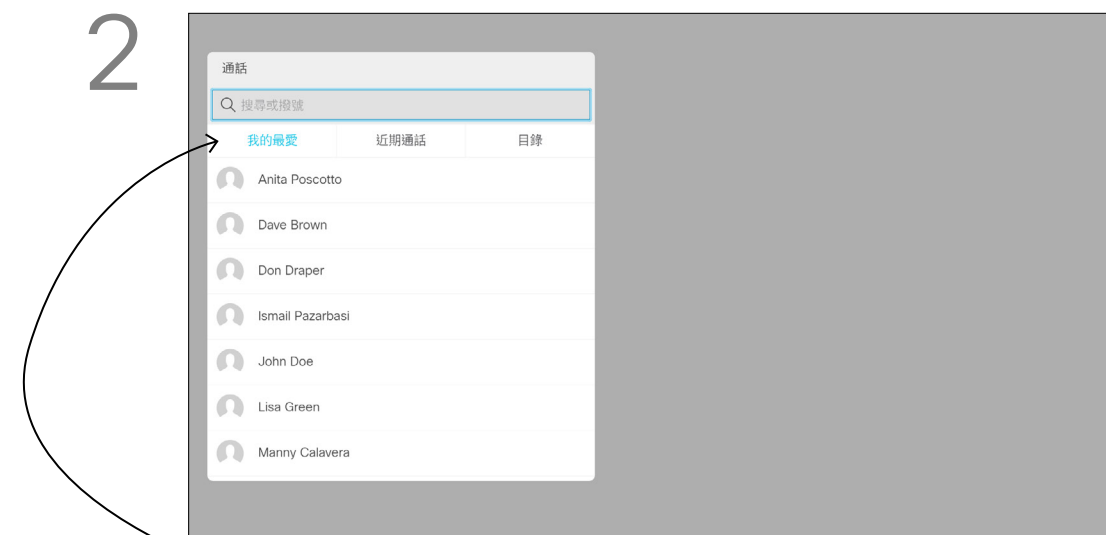 2
通話
搜尋或撥號
我的最愛 近期通話 目錄
Anita Poscotto
Dave Brown
Don Draper
Ismail Pazarbasi
John Doe
Lisa Green
Manny Calavera